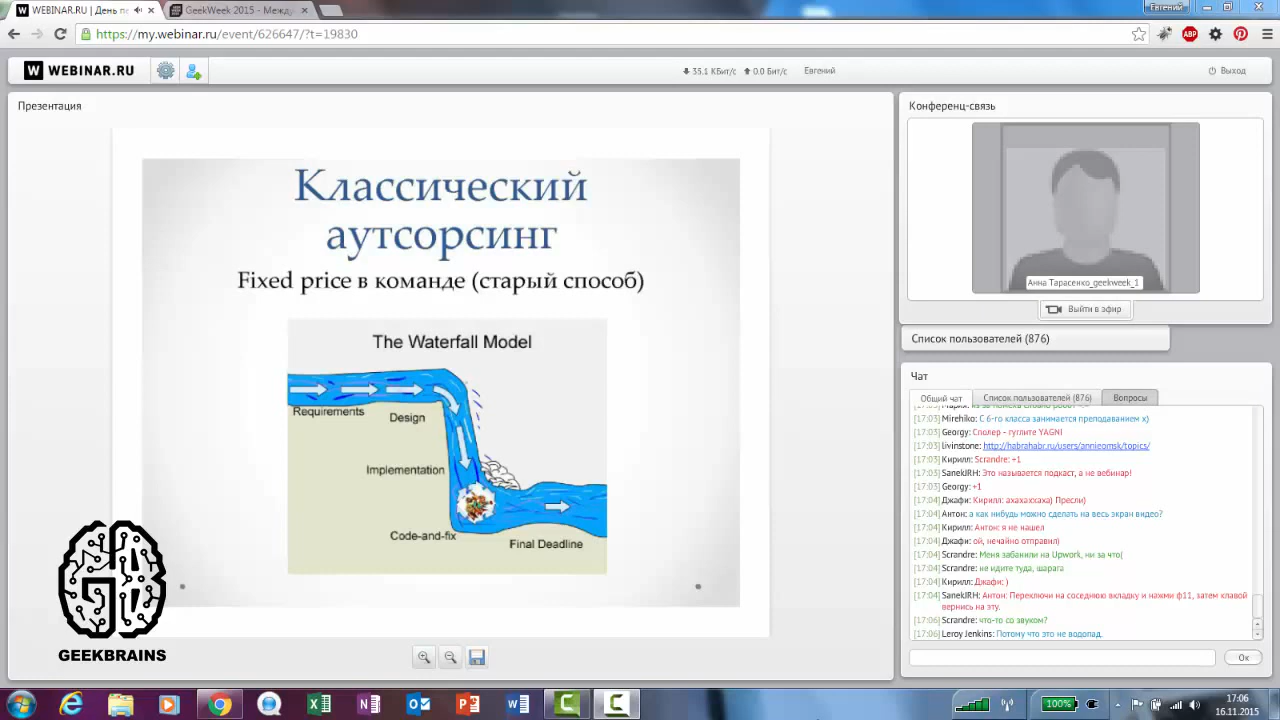 WEBINAR.RU | День пе
GeekWeek 2015 - Между
Евгений
https://my.webinar.ru/event/626647/?t=19830
ABP
W WEBINAR.RU
35.1 КБит/с
0.0 Бит/с
Евгений
Выход
Презентация
Классический
аутсорсинг
Fixed price в команде (старый способ)
The Waterfall Model
Requirements
Design
Implementation
Code-and-fix
Final Deadline
GEEKBRAINS
Конференц-связь
Анна Тарасенко_geekweek_1
Выйти в эфир
Список пользователей (876)
Чат
Общий чат
Список пользователей (876)
Вопросы
[17:03] Mirehiko: С 6-го класса занимается преподаванием x)
[17:03] Georgy: Сполер - гуглите YAGNI
[17:03] livinstone: http://habrahabr.ru/users/annieomsk/topics/
[17:03] Кирилл: Scrandre: +1
[17:03] SanekJRH: Это называется подкаст, а не вебинар!
[17:03] Georgy: +1
[17:04] Джафи: Кирилл: ахахаххаха) Пресли)
[17:04] Антон: а как нибудь можно сделать на весь экран видео?
[17:04] Кирилл: Антон: я не нашел
[17:04] Джафи: ой, нечайно отправил)
[17:04] Scrandre: Меня забанили на Upwork, ни за что(
[17:04] Scrandre: не идите туда, шарага
[17:04] Кирилл: Джафи: )
[17:04] SanekJRH: Антон: Переключи на соседнюю вкладку и нажми ф11, затем клавой
вернись на эту.
[17:06] Scrandre: что-то со звуком?
[17:06] Leroy Jenkins: Потому что это не водопад.
Ок
100%
17:06
16.11.2015